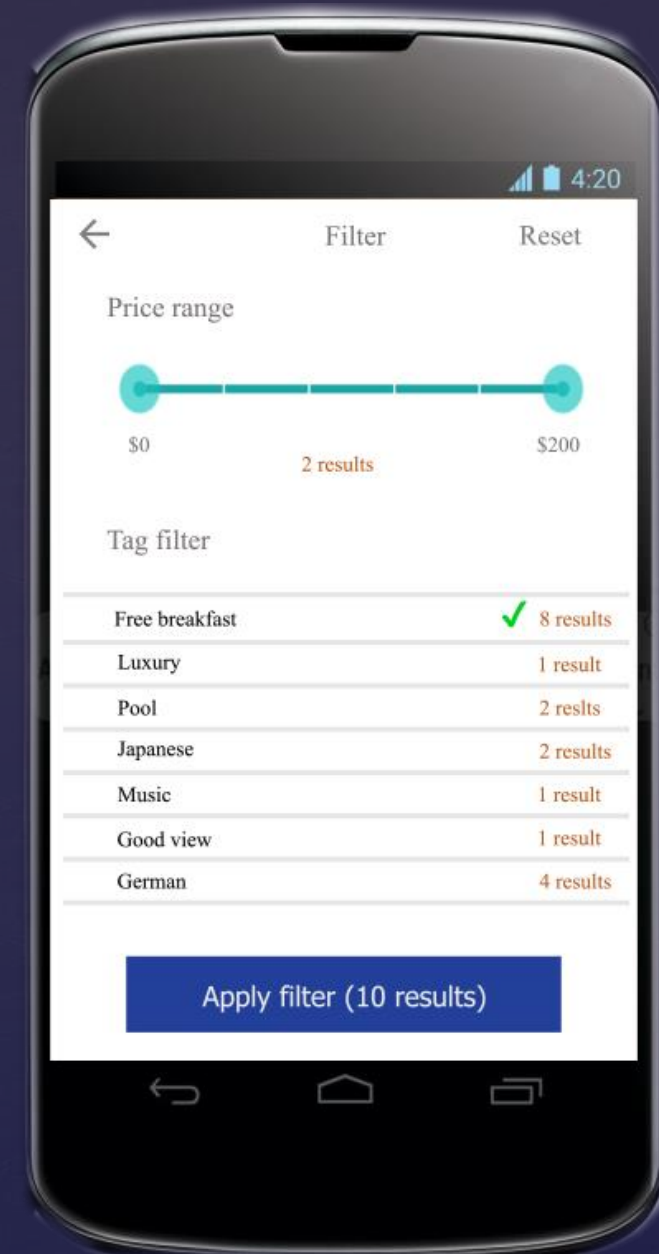 4:20
Filter Reset
Price range
$0 $200
2 results
Tag filter
Free breakfast 8 results
Luxury 1 result
Pool 2 reslts
Japanese 2 results
Music 1 result
Good view 1 result
German 4 results
Apply filter (10 results)